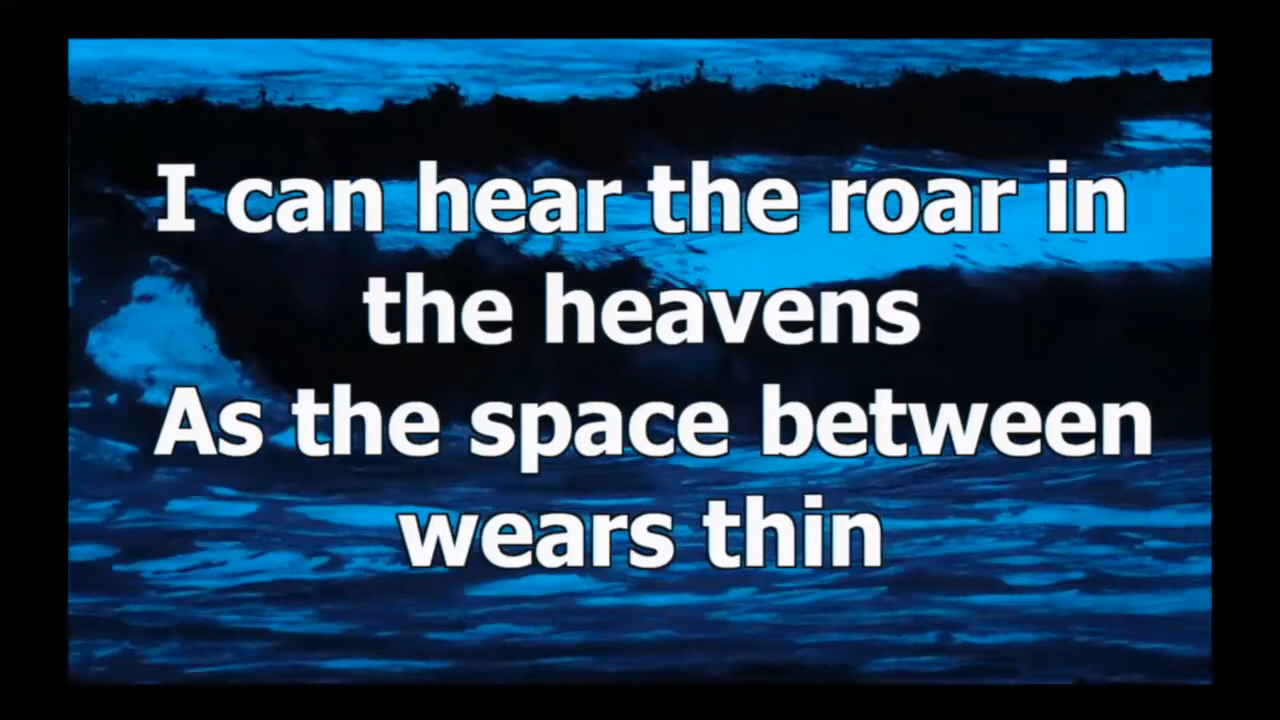 I can hear the roar in
the heavens
As the space between
wears thin